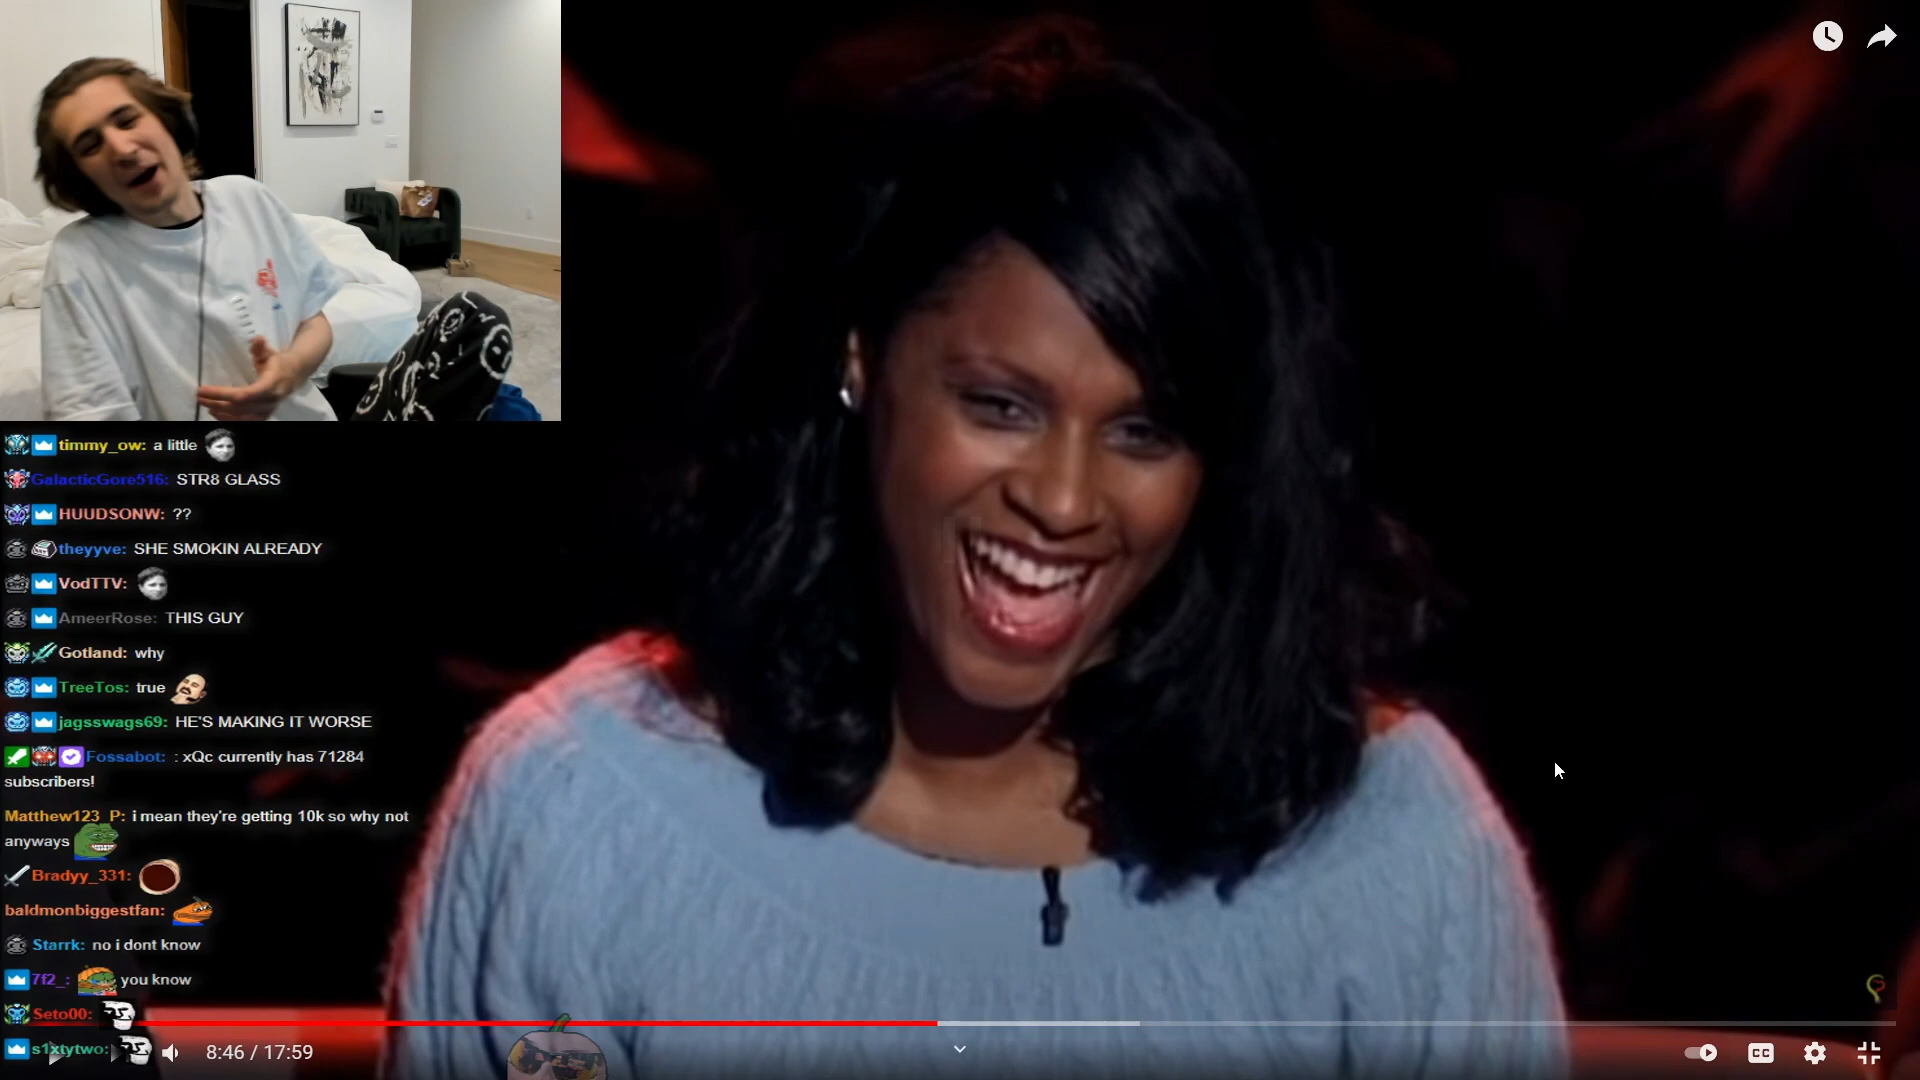 timmy_ow: a little
GalacticGore516: STR8 GLASS
HUUDSONW: ??
theyyve: SHE SMOKIN ALREADY
VodTTV:
AmeerRose: THIS GUY
Gotland: why
TreeTos: true
jagsswags69: HE'S MAKING IT WORSE
Fossabot: : xQc currently has 71284
subscribers!
Matthew123_P: i mean they're getting 10k so why not
anyways
Bradyy_331:
baldmonbiggestfan:
Starrk: no i dont know
7f2_: you know
Seto00:
s1xtytwo:
8:46 / 17:59
CC